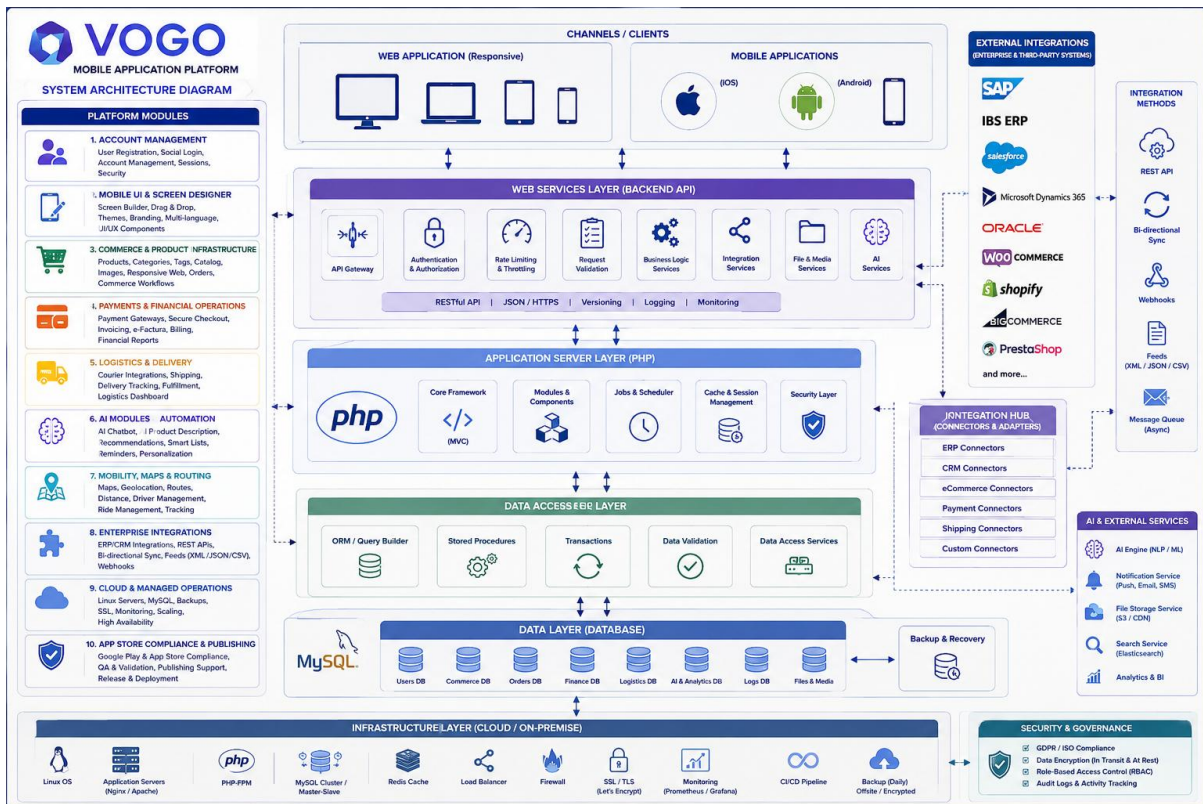 VOGO
MOBILE APPLICATION PLATFORM
SYSTEM ARCHITECTURE DIAGRAM
PLATFORM MODULES
1. ACCOUNT MANAGEMENT
User Registration, Social Login,
Account Management, Sessions,
Security
MOBILE UI & SCREEN DESIGNER
Screen Builder, Drag & Drop,
Themes, Branding, Multi-language,
UI/UX Components
3. COMMERCE & PRODUCT INFRASTRUCTURE
Products, Categories, Tags, Catalog,
Images, Responsive Web, Orders,
Commerce Workflows
PAYMENTS & FINANCIAL OPERATIONS
Payment Gateways, Secure Checkout,
Invoicing, e-Factura, Billing,
Financial Reports
5. LOGISTICS & DELIVERY
Courier Integrations, Shipping,
Delivery Tracking, Fulfillment,
Logistics Dashboard
6. AI MODULES AUTOMATION
AI Chatbot, Product Description,
Recommendations, Smart Lists,
Reminders, Personalization
7. MOBILITY, MAPS & ROUTING
Maps, Geolocation, Routes,
Distance, Driver Management,
Ride Management, Tracking
8. ENTERPRISE INTEGRATIONS
ERP/CRM Integrations, REST APIs,
Bi-directional Sync, Feeds (XML/JSON/CSV),
Webhooks
9. CLOUD & MANAGED OPERATIONS
Linux Servers, MySQL, Backups,
SSL, Monitoring, Scaling,
High Availability
10. APP STORE COMPLIANCE & PUBLISHING
Google Play & App Store Compliance,
QA & Validation, Publishing Support,
Release & Deployment
CHANNELS / CLIENTS
WEB APPLICATION (Responsive)
MOBILE APPLICATIONS
(IOS)
(Android)
WEB SERVICES LAYER (BACKEND API)
API Gateway
Authentication
& Authorization
Rate Limiting
& Throttling
Request
Validation
Business Logic
Services
Integration
Services
File & Media
Services
AI
Services
RESTful API | JSON / HTTPS | Versioning | Logging | Monitoring
APPLICATION SERVER LAYER (PHP)
php
Core Framework
(MVC)
Modules &
Components
Jobs & Scheduler
Cache & Session
Management
Security Layer
DATA ACCESS LAYER
ORM / Query Builder
Stored Procedures
Transactions
Data Validation
Data Access Services
DATA LAYER (DATABASE)
MySQL
Users DB
Commerce DB
Orders DB
Finance DB
Logistics DB
AI & Analytics DB
Logs DB
Files & Media
Backup & Recovery
INFRASTRUCTURE LAYER (CLOUD / ON-PREMISE)
Linux OS
Application Servers
(Nginx / Apache)
php
PHP-FPM
MySQL Cluster /
Master-Slave
Redis Cache
Load Balancer
Firewall
SSL / TLS
(Let's Encrypt)
Monitoring
(Prometheus / Grafana)
CI/CD Pipeline
Backup (Daily)
Offsite / Encrypted
EXTERNAL INTEGRATIONS
(ENTERPRISE & THIRD-PARTY SYSTEMS)
SAP
IBS ERP
salesforce
Microsoft Dynamics 365
ORACLE
WOO COMMERCE
shopify
BIGCOMMERCE
PrestaShop
and more...
INTEGRATION
METHODS
REST API
Bi-directional
Sync
Webhooks
Feeds
(XML / JSON / CSV)
Message Queue
(Async)
HUB
(CONNECTORS & ADAPTERS)
ERP Connectors
CRM Connectors
eCommerce Connectors
Payment Connectors
Shipping Connectors
Custom Connectors
AI & EXTERNAL SERVICES
AI Engine (NLP / ML)
Notification Service
(Push, Email, SMS)
File Storage Service
(S3 / CDN)
Search Service
(Elasticsearch)
Analytics & BI
SECURITY & GOVERNANCE
GDPR / ISO Compliance
Data Encryption (In Transit & At Rest)
Role-Based Access Control (RBAC)
Audit Logs & Activity Tracking